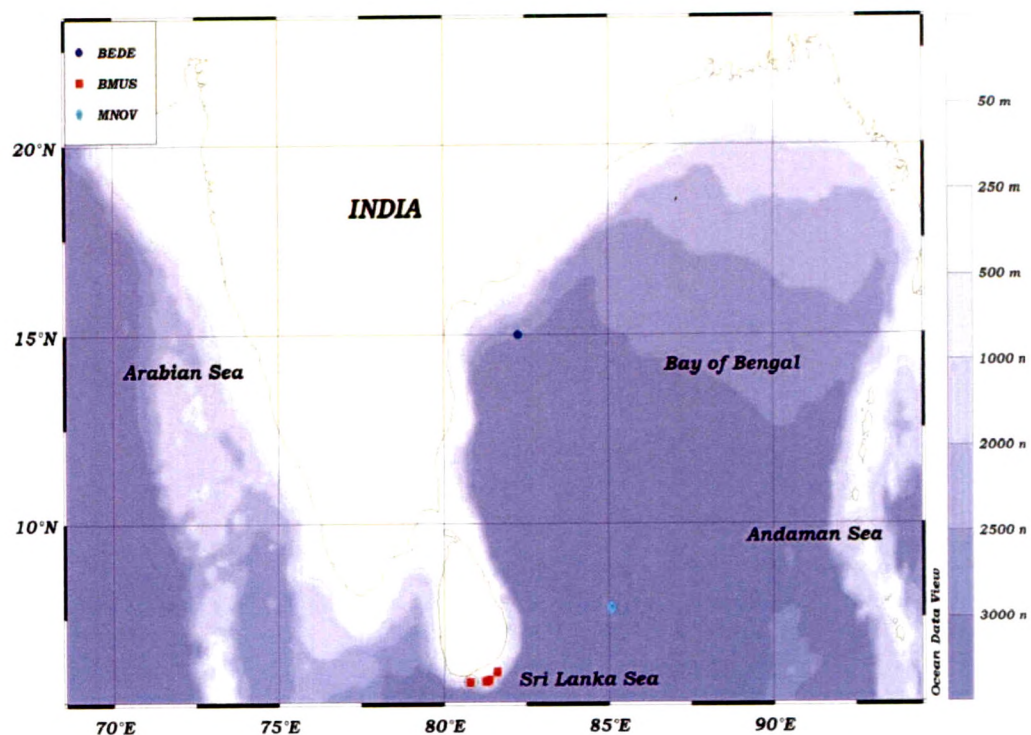 BEDE
BMUS
MNOV
50 m
20°N
250 m
INDIA
500 m
15°N
Arabian Sea
Bay of Bengal
1000 n
2000 n
10°N
Andaman Sea
2500 n
3000 n
Sri Lanka Sea
Ocean Data View
70°E
75°E
80°E
85°E
90°E